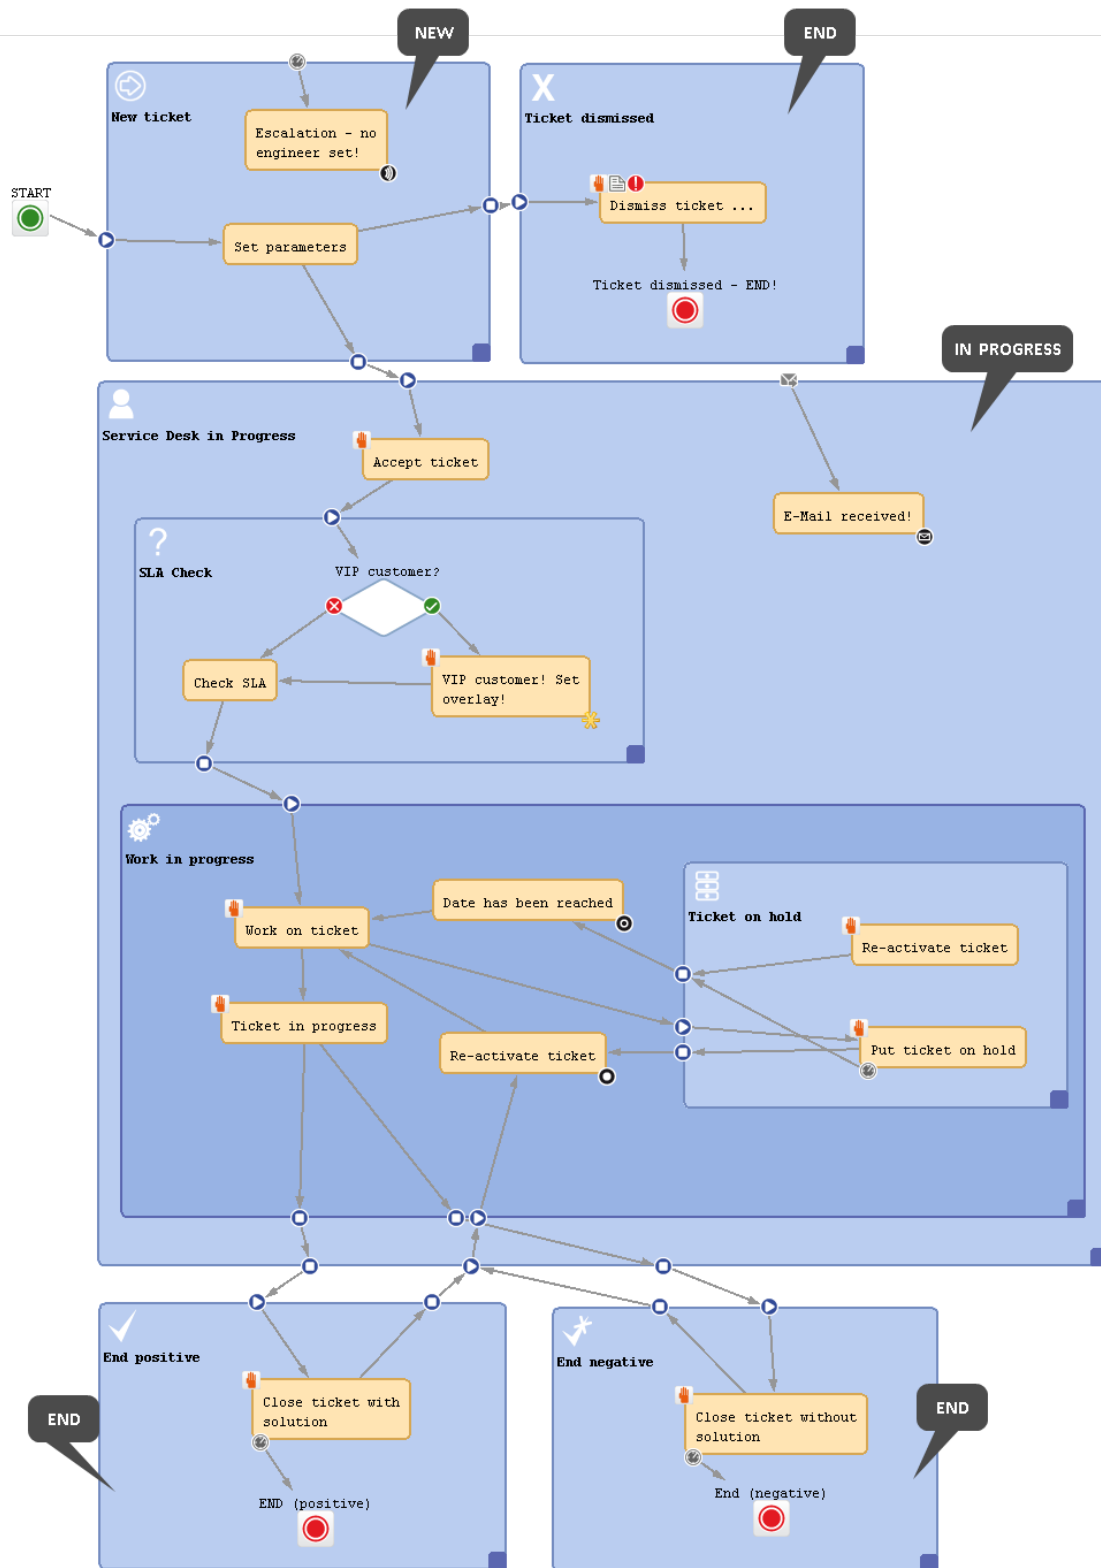 NEW
END
New ticket
Escalation - no
engineer set!
Ticket dismissed
START
Dismiss ticket ...
Set parameters
Ticket dismissed - END!
IN PROGRESS
Service Desk in Progress
Accept ticket
E-Mail received!
SLA Check
VIP customer?
Check SLA
VIP customer! Set
overlay!
Work in progress
Date has been reached
Ticket on hold
Work on ticket
Re-activate ticket
Ticket in progress
Re-activate ticket
Put ticket on hold
End positive
End negative
Close ticket with
solution
END
Close ticket without
solution
END
END (positive)
End (negative)